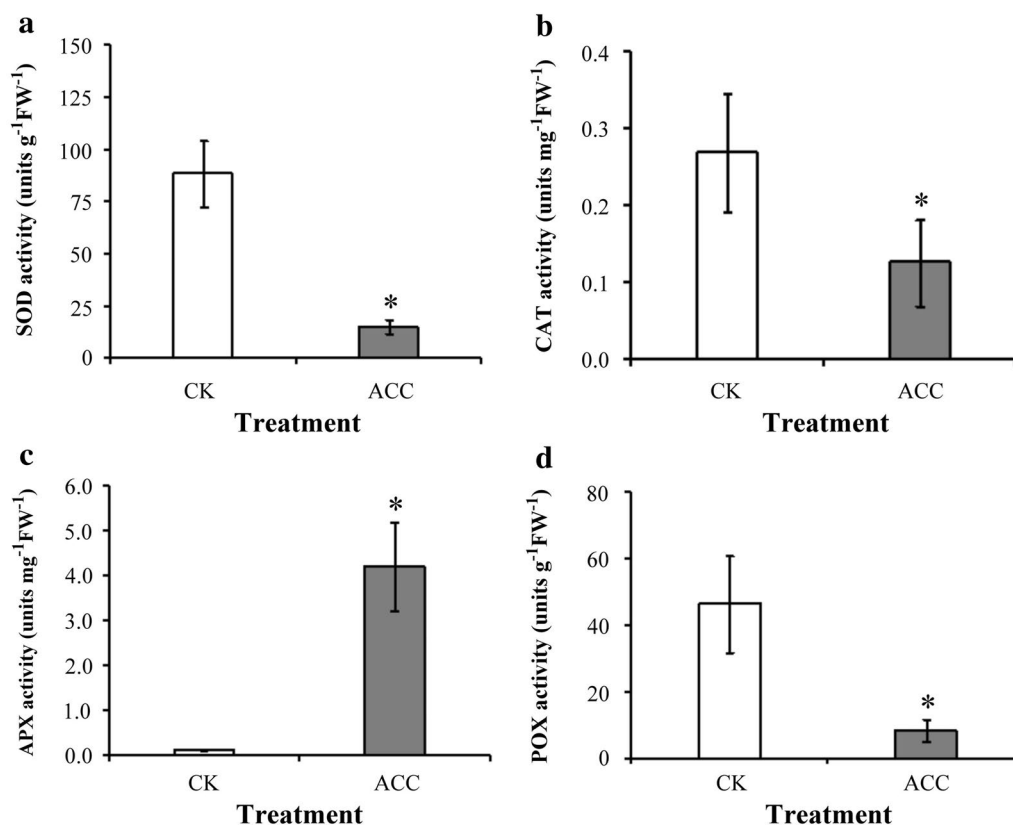 a
SOD activity (units g⁻¹FW⁻¹)
150
125
100
75
50
25
0
*
CK ACC
Treatment
b
CAT activity (units mg⁻¹FW⁻¹)
0.4
0.3
0.2
0.1
0.0
*
CK ACC
Treatment
c
APX activity (units mg⁻¹FW⁻¹)
6.0
5.0
4.0
3.0
2.0
1.0
0.0
*
CK ACC
Treatment
d
POX activity (units g⁻¹FW⁻¹)
80
60
40
20
0
*
CK ACC
Treatment